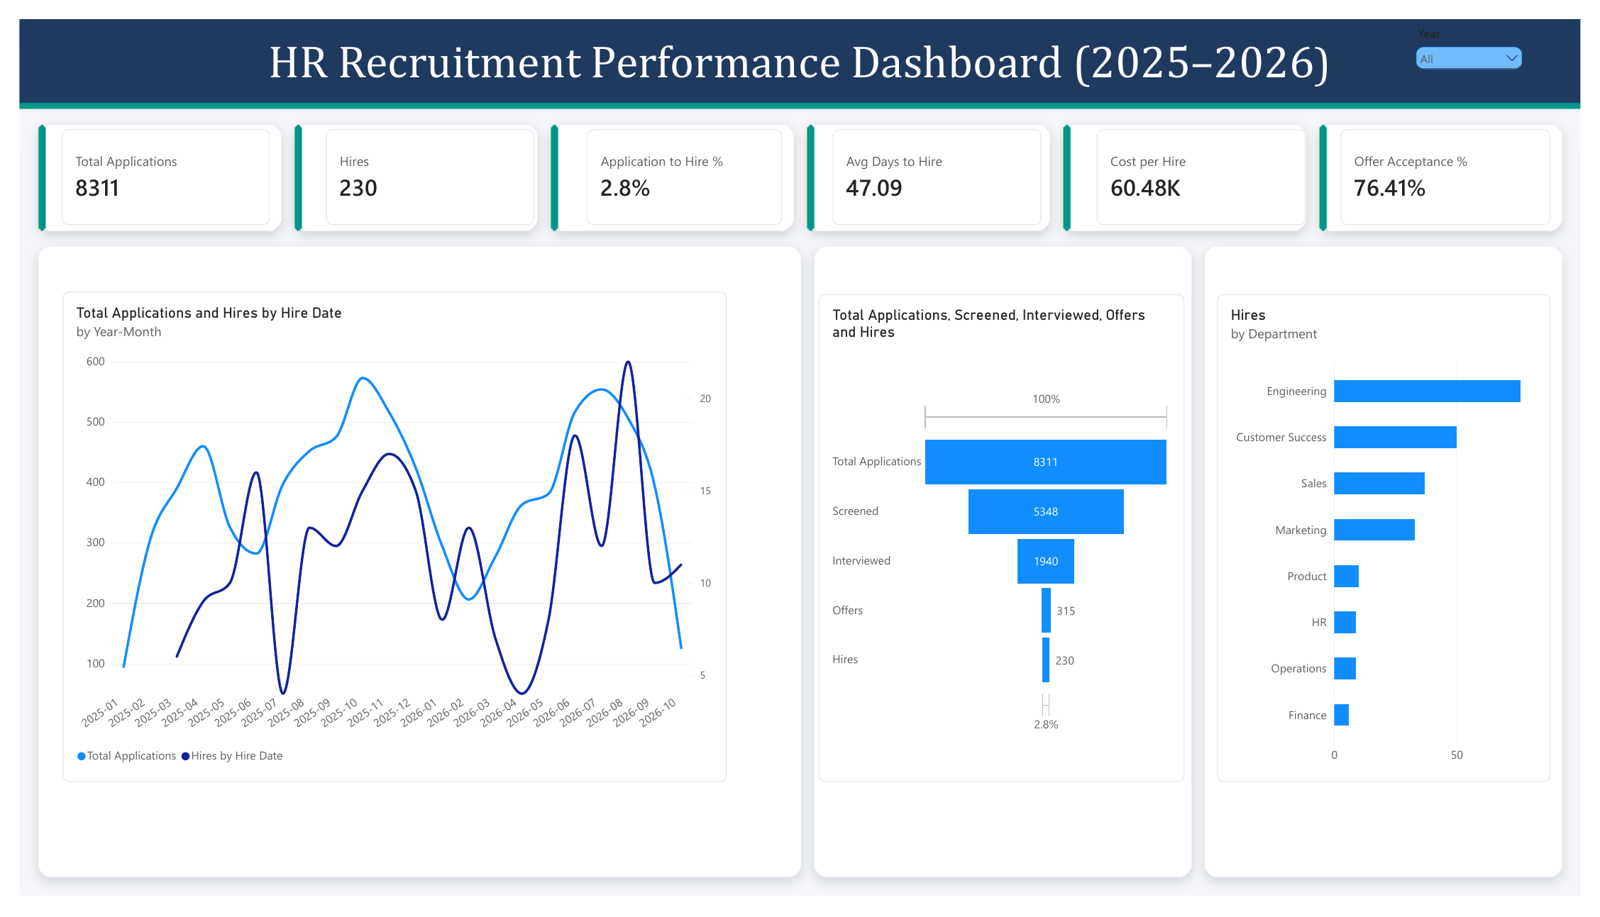 HR Recruitment Performance Dashboard (2025–2026)
Year
All
Total Applications
8311
Hires
230
Application to Hire %
2.8%
Avg Days to Hire
47.09
Cost per Hire
60.48K
Offer Acceptance %
76.41%
Total Applications and Hires by Hire Date
by Year-Month
600
500
400
300
200
100
20
15
10
5
2025-01
2025-02
2025-03
2025-04
2025-05
2025-06
2025-07
2025-08
2025-09
2025-10
2025-11
2025-12
2026-01
2026-02
2026-03
2026-04
2026-05
2026-06
2026-07
2026-08
2026-09
2026-10
Total Applications Hires by Hire Date
Total Applications, Screened, Interviewed, Offers
and Hires
100%
Total Applications 8311
Screened 5348
Interviewed 1940
Offers 315
Hires 230
2.8%
Hires
by Department
Engineering
Customer Success
Sales
Marketing
Product
HR
Operations
Finance
0 50